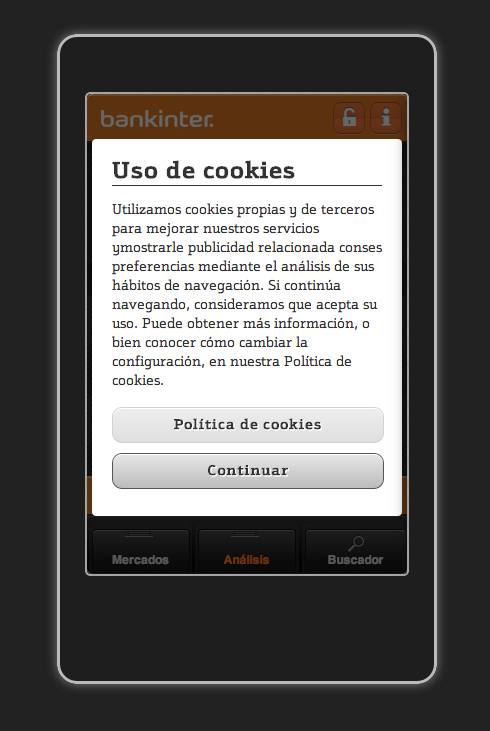 bankinter.
Uso de cookies
Utilizamos cookies propias y de terceros
para mejorar nuestros servicios
ymostrarle publicidad relacionada conses
preferencias mediante el análisis de sus
hábitos de navegación. Si continúa
navegando, consideramos que acepta su
uso. Puede obtener más información, o
bien conocer cómo cambiar la
configuración, en nuestra Política de
cookies.
Política de cookies
Continuar
Mercados Análisis Buscador